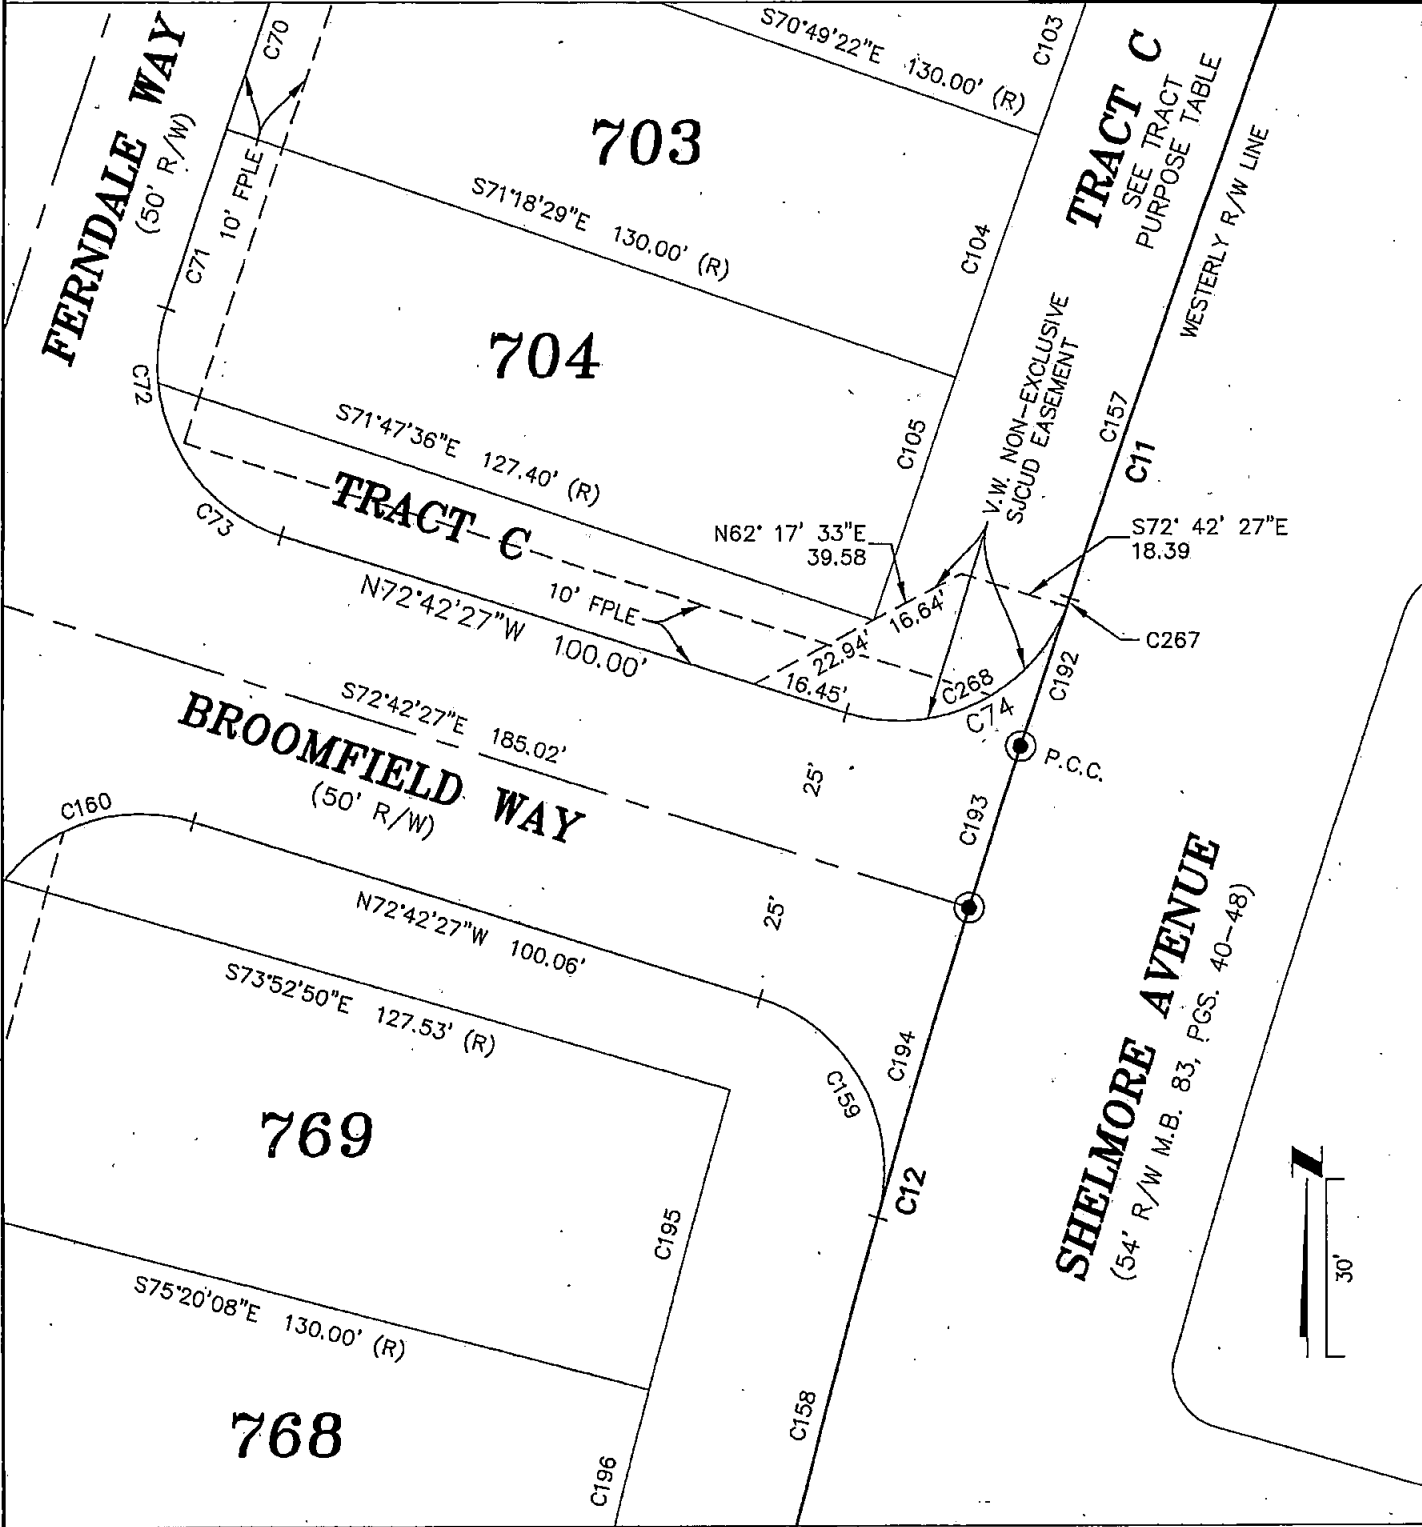 C70
S70°49'22"E 130.00' (R)
C103
TRACT C
SEE TRACT
PURPOSE TABLE
FERNDALE WAY
(50' R/W)
10' FPLE
703
WESTERLY R/W LINE
S71°18'29"E 130.00' (R)
C104
C71
704
V.W. NON-EXCLUSIVE
SJCUD EASEMENT
C72
S71°47'36"E 127.40' (R)
C105
C157
C11
C73
TRACT C
N62° 17' 33"E
39.58
S72° 42' 27"E
18.39
N72°42'27"W 100.00'
10' FPLE
16.64'
22.94'
16.45'
C267
C268
C74
C192
S72°42'27"E 185.02'
BROOMFIELD WAY
(50' R/W)
25'
P.C.C.
C193
C160
N72°42'27"W 100.06'
25'
S73°52'50"E 127.53' (R)
C194
C159
SHELMORE AVENUE
(54' R/W M.B. 83, PGS. 40-48)
769
C12
C195
30'
S75°20'08"E 130.00' (R)
768
C158
C196